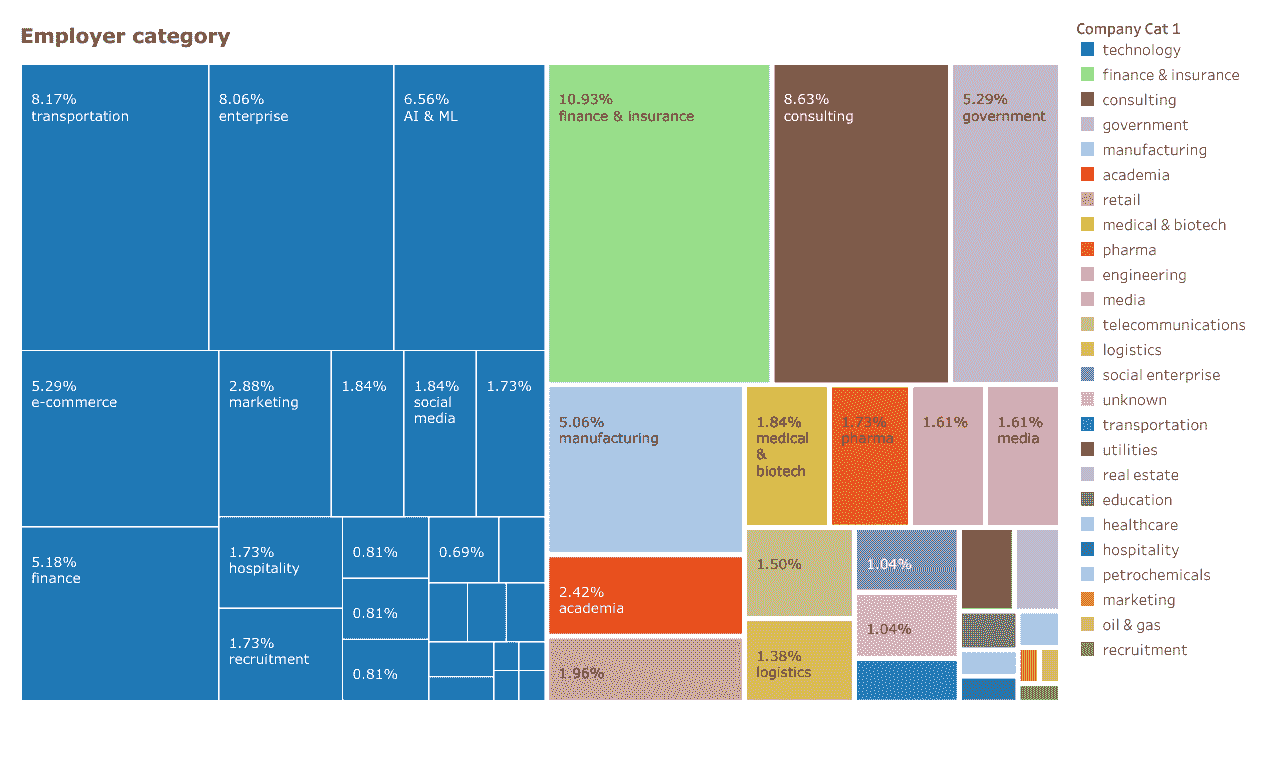 Employer category
8.17%
transportation
8.06%
enterprise
6.56%
AI & ML
10.93%
finance & insurance
8.63%
consulting
5.29%
government
5.29%
e-commerce
2.88%
marketing
1.84%
1.84%
social
media
1.73%
5.06%
manufacturing
1.84%
medical
&
biotech
1.73%
pharma
1.61%
1.61%
media
5.18%
finance
1.73%
hospitality
0.81%
0.69%
1.73%
recruitment
0.81%
0.81%
2.42%
academia
1.96%
1.50%
1.38%
logistics
1.04%
1.04%
Company Cat 1
technology
finance & insurance
consulting
government
manufacturing
academia
retail
medical & biotech
pharma
engineering
media
telecommunications
logistics
social enterprise
unknown
transportation
utilities
real estate
education
healthcare
hospitality
petrochemicals
marketing
oil & gas
recruitment